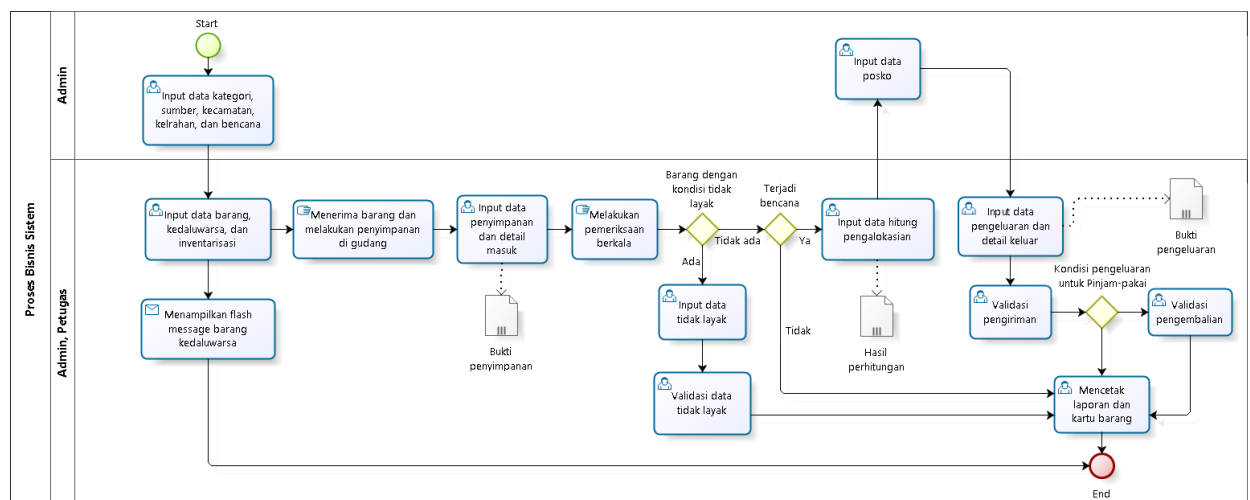 Proses Bisnis Sistem
Admin
Start
Input data kategori,
sumber, kecamatan,
kelrahan, dan bencana
Input data
posko
Admin, Petugas
Input data barang,
kedaluwarsa, dan
inventarisasi
Menerima barang dan
melakukan penyimpanan
di gudang
Input data
penyimpanan
dan detail
masuk
Bukti
penyimpanan
Melakukan
pemeriksaan
berkala
Barang dengan
kondisi tidak
layak
Tidak ada
Ada
Terjadi
bencana
Ya
Tidak
Input data hitung
pengalokasian
Hasil
perhitungan
Input data
pengeluaran dan
detail keluar
Bukti
pengeluaran
Menampilkan flash
message barang
kedaluwarsa
Input data
tidak layak
Validasi data
tidak layak
Validasi
pengiriman
Kondisi pengeluaran
untuk Pinjam-pakai
Validasi
pengembalian
Mencetak
laporan dan
kartu barang
End